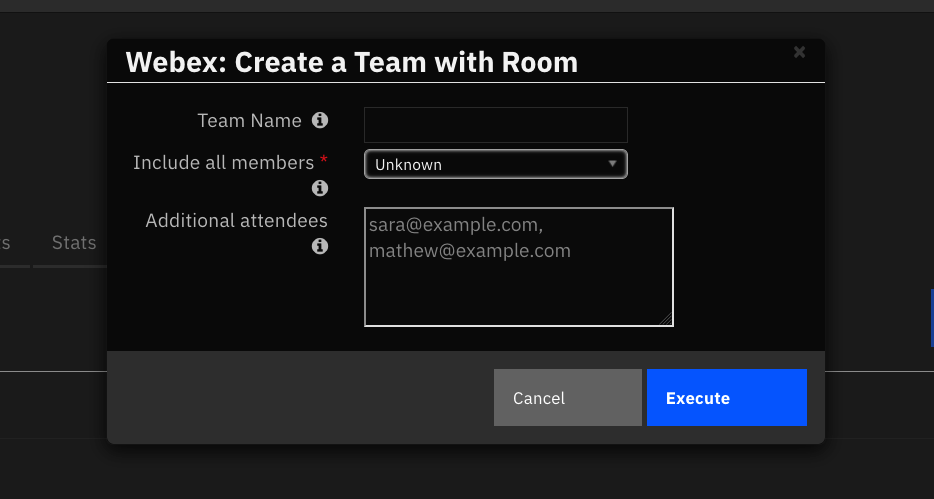 Webex: Create a Team with Room
Team Name
Include all members *
Unknown
Additional attendees
sara@example.com,
mathew@example.com
s
Stats
Cancel
Execute